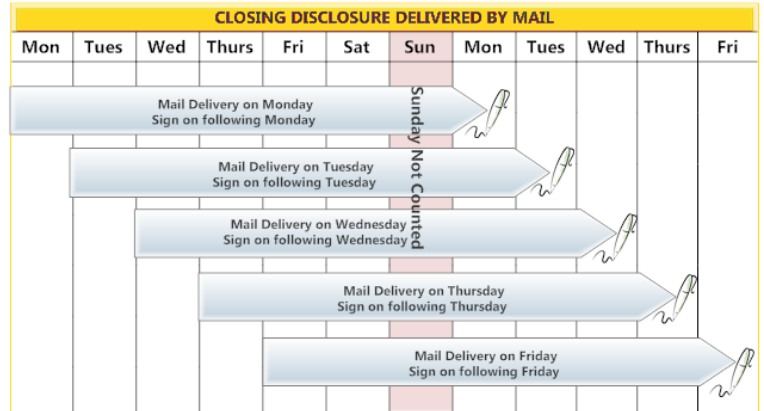 CLOSING DISCLOSURE DELIVERED BY MAIL
Mon Tues Wed Thurs Fri Sat Sun Mon Tues Wed Thurs Fri
Mail Delivery on Monday
Sign on following Monday
Sunday Not Counted
Mail Delivery on Tuesday
Sign on following Tuesday
Mail Delivery on Wednesday
Sign on following Wednesday
Mail Delivery on Thursday
Sign on following Thursday
Mail Delivery on Friday
Sign on following Friday